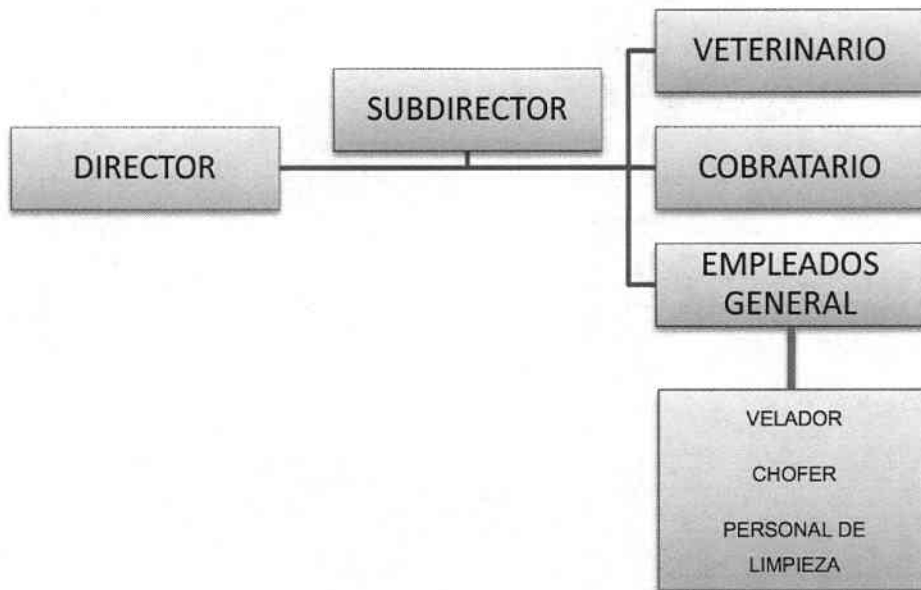 DIRECTOR
SUBDIRECTOR
VETERINARIO
COBRATARIO
EMPLEADOS
GENERAL
VELADOR
CHOFER
PERSONAL DE
LIMPIEZA